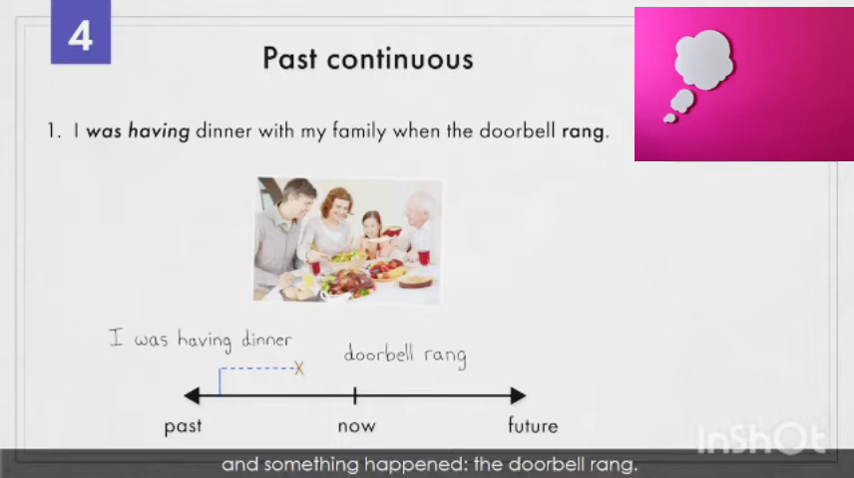 4
Past continuous
1. I was having dinner with my family when the doorbell rang.
I was having dinner
doorbell rang
X
past
now
future
InShOt
and something happened: the doorbell rang.